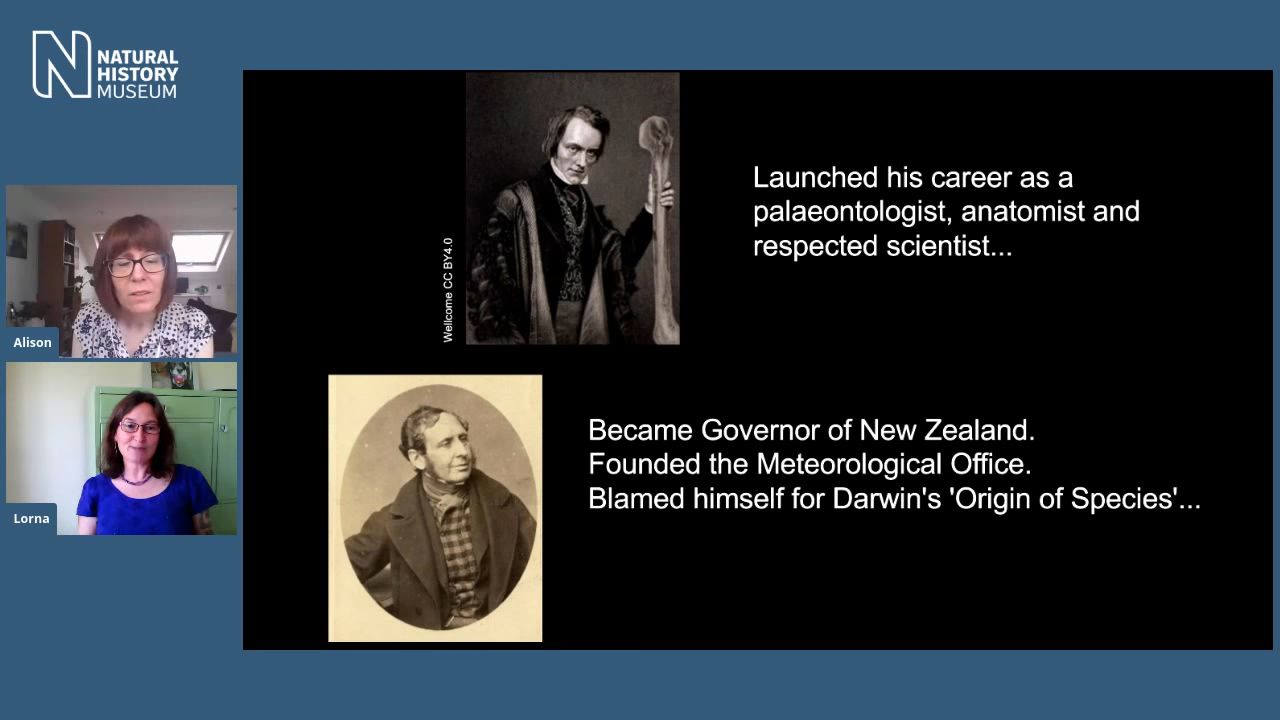 NATURAL
HISTORY
MUSEUM
Alison
Lorna
Wellcome CC BY4.0
Launched his career as a
palaeontologist, anatomist and
respected scientist...
Became Governor of New Zealand.
Founded the Meteorological Office.
Blamed himself for Darwin's 'Origin of Species'...